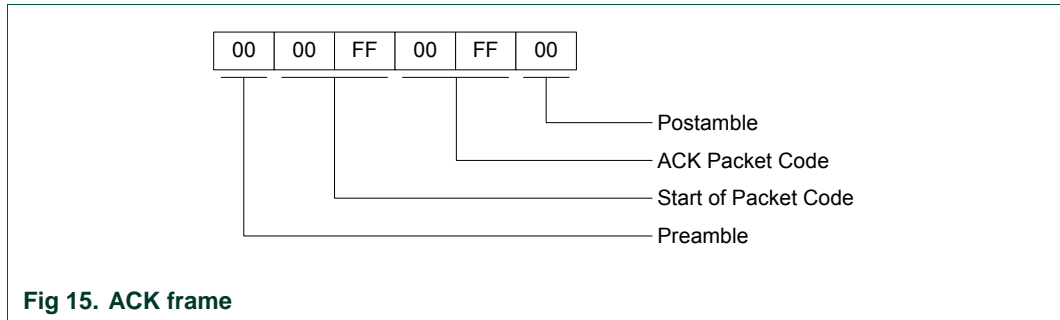 00 00 FF 00 FF 00
Postamble
ACK Packet Code
Start of Packet Code
Preamble
Fig 15. ACK frame